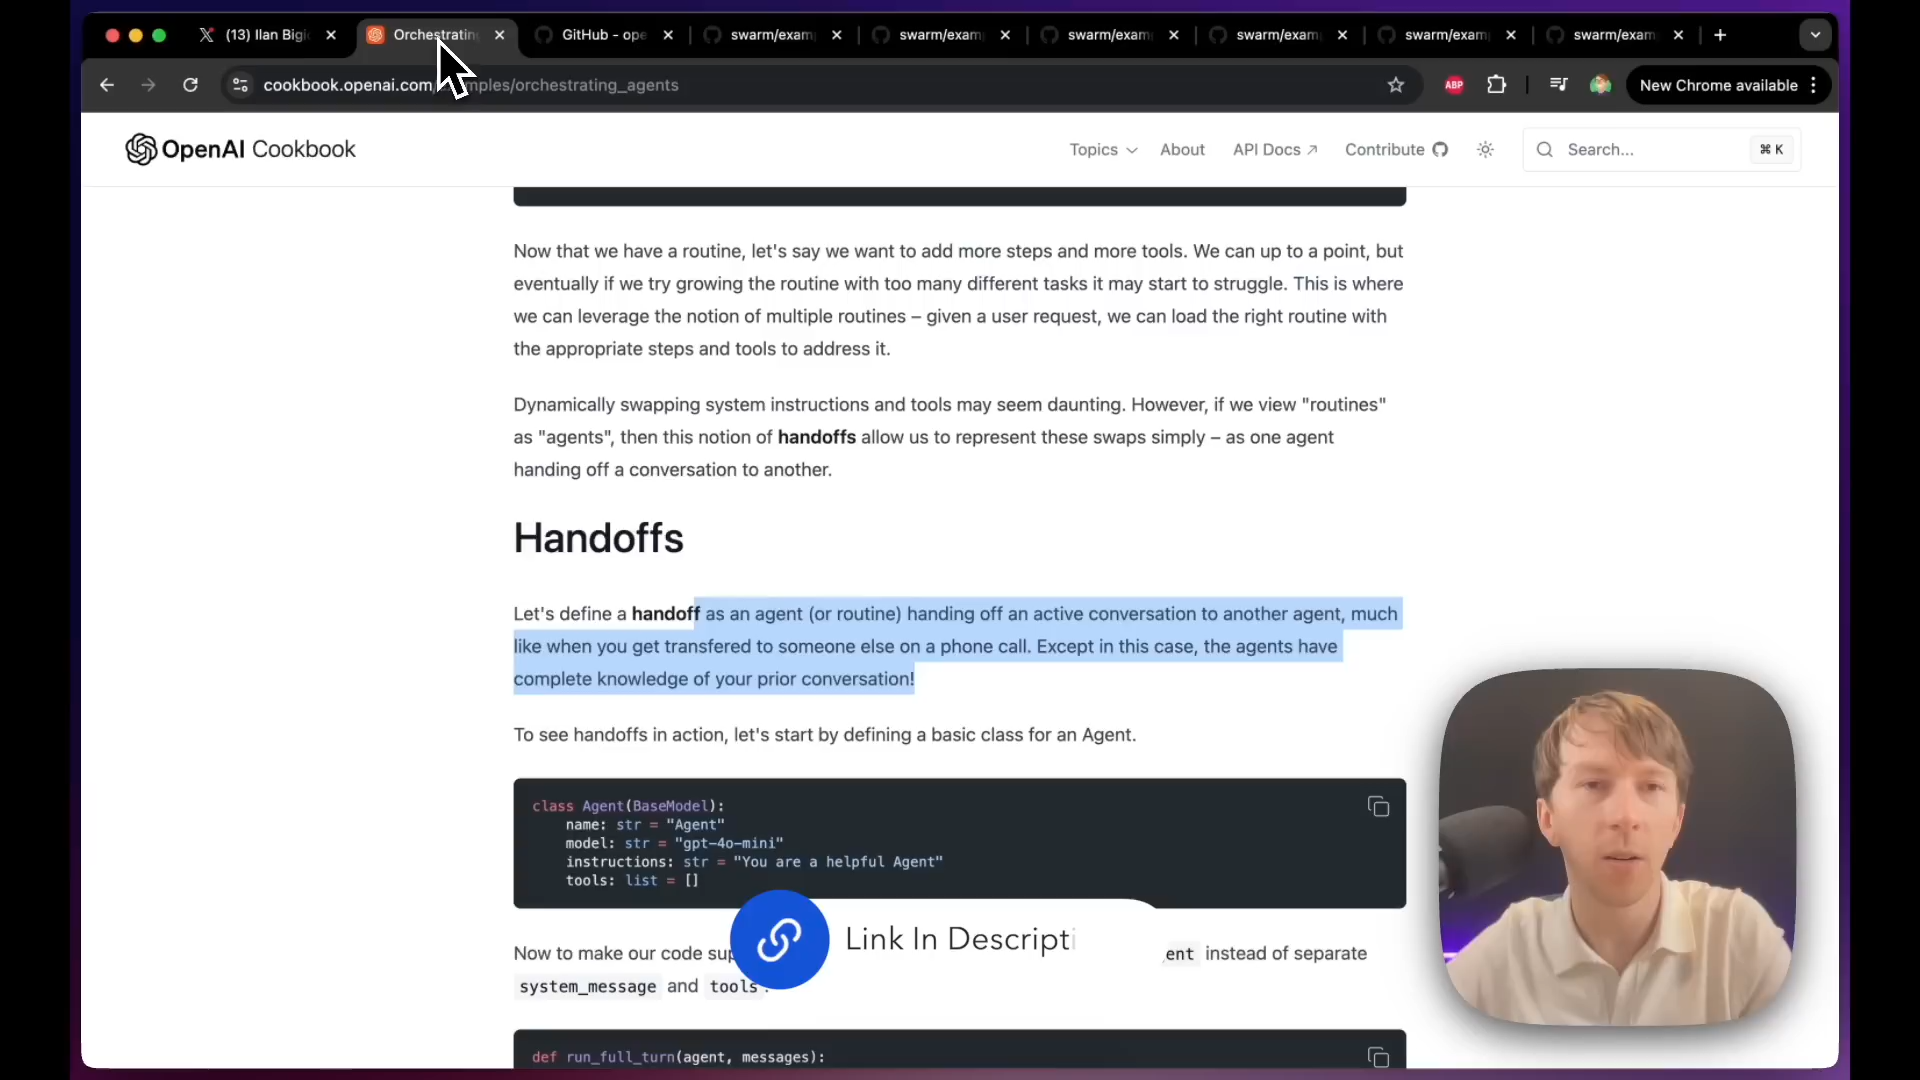 (13) Ilan Bigi
Orchestrating
GitHub - ope
swarm/exam
swarm/exam
swarm/exam
swarm/exam
swarm/exam
swarm/exam
cookbook.openai.com mples/orchestrating_agents
ABP
New Chrome available
OpenAI Cookbook
Topics
About
API Docs ↗
Contribute
Search...
⌘ K
Now that we have a routine, let's say we want to add more steps and more tools. We can up to a point, but
eventually if we try growing the routine with too many different tasks it may start to struggle. This is where
we can leverage the notion of multiple routines – given a user request, we can load the right routine with
the appropriate steps and tools to address it.
Dynamically swapping system instructions and tools may seem daunting. However, if we view "routines"
as "agents", then this notion of handoffs allow us to represent these swaps simply – as one agent
handing off a conversation to another.
Handoffs
Let's define a handoff as an agent (or routine) handing off an active conversation to another agent, much
like when you get transfered to someone else on a phone call. Except in this case, the agents have
complete knowledge of your prior conversation!
To see handoffs in action, let's start by defining a basic class for an Agent.
class Agent(BaseModel):
name: str = "Agent"
model: str = "gpt-4o-mini"
instructions: str = "You are a helpful Agent"
tools: list = []
Link In Descripti
Now to make our code sup ent instead of separate
system_message and tools .
def run_full_turn(agent, messages):